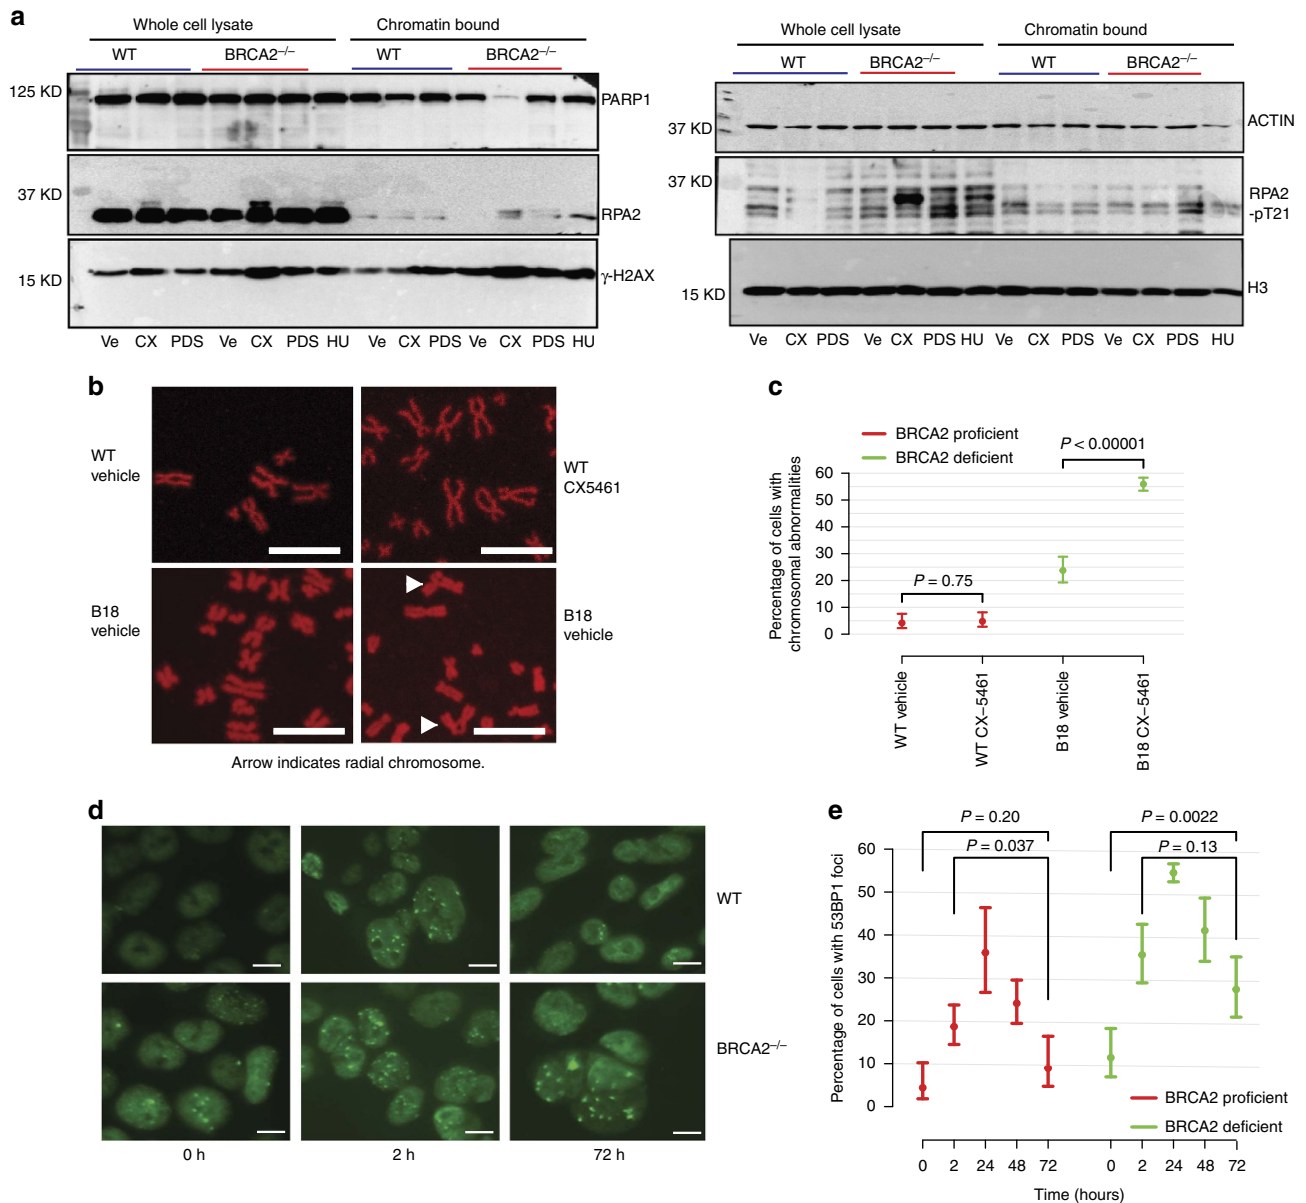 a
Whole cell lysate
Chromatin bound
WT
BRCA2–/–
WT
BRCA2–/–
125 KD
PARP1
37 KD
RPA2
15 KD
γ-H2AX
Ve CX PDS Ve CX PDS HU Ve CX PDS Ve CX PDS HU
Whole cell lysate
Chromatin bound
WT
BRCA2–/–
WT
BRCA2–/–
37 KD
ACTIN
37 KD
RPA2
-pT21
15 KD
H3
Ve CX PDS Ve CX PDS HU Ve CX PDS Ve CX PDS HU
b
WT
vehicle
WT
CX5461
B18
vehicle
B18
vehicle
Arrow indicates radial chromosome.
c
BRCA2 proficient
BRCA2 deficient
P < 0.00001
P = 0.75
Percentage of cells with
chromosomal abnormalities
60
50
40
30
20
10
0
WT vehicle
WT CX–5461
B18 vehicle
B18 CX–5461
d
WT
BRCA2–/–
0 h
2 h
72 h
e
P = 0.20
P = 0.0022
P = 0.037
P = 0.13
Percentage of cells with 53BP1 foci
60
50
40
30
20
10
0
BRCA2 proficient
BRCA2 deficient
0 2 24 48 72 0 2 24 48 72
Time (hours)